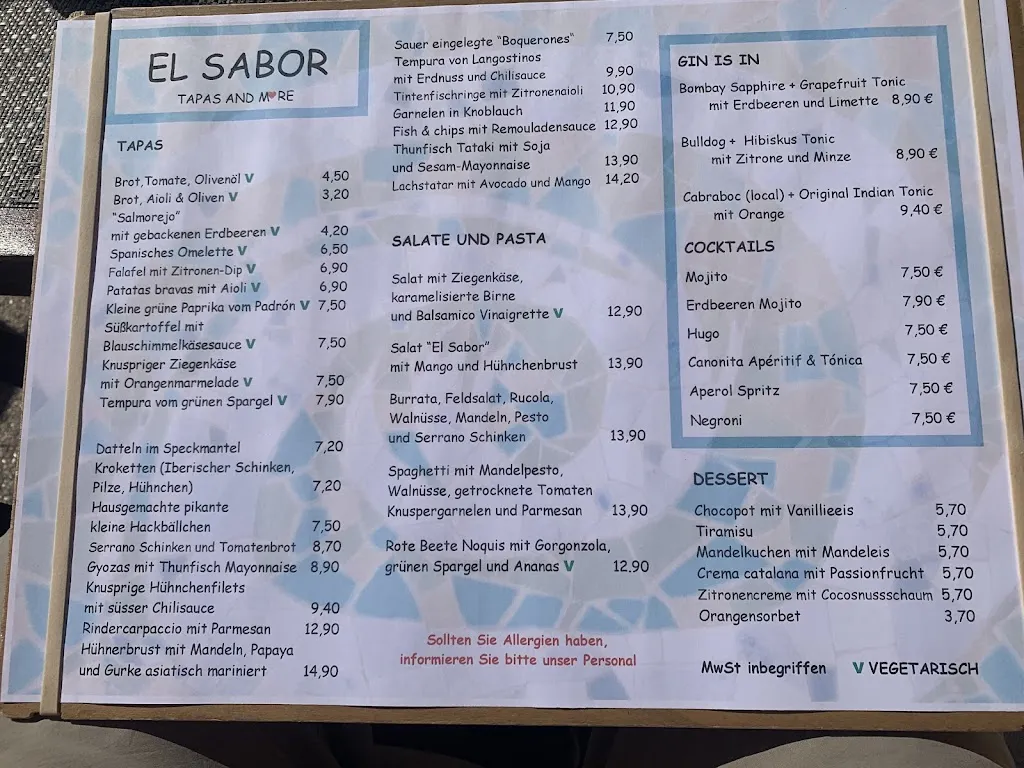 EL SABOR
TAPAS AND M RE
TAPAS
Brot,Tomate, Olivenöl V 4,50
Brot, Aioli & Oliven V 3,20
"Salmorejo"
mit gebackenen Erdbeeren V 4,20
Spanisches Omelette V 6,50
Falafel mit Zitronen-Dip V 6,90
Patatas bravas mit Aioli V 6,90
Kleine grüne Paprika vom Padrón V 7,50
Süßkartoffel mit
Blauschimmelkäsesauce V 7,50
Knuspriger Ziegenkäse
mit Orangenmarmelade V 7,50
Tempura vom grünen Spargel V 7,90
Datteln im Speckmantel 7,20
Kroketten (Iberischer Schinken,
Pilze, Hühnchen) 7,20
Hausgemachte pikante
kleine Hackbällchen 7,50
Serrano Schinken und Tomatenbrot 8,70
Gyozas mit Thunfisch Mayonnaise 8,90
Knusprige Hühnchenfilets
mit süsser Chilisauce 9,40
Rindercarpaccio mit Parmesan 12,90
Hühnerbrust mit Mandeln, Papaya
und Gurke asiatisch mariniert 14,90
Sauer eingelegte "Boquerones" 7,50
Tempura von Langostinos
mit Erdnuss und Chilisauce 9,90
Tintenfischringe mit Zitronenaioli 10,90
Garnelen in Knoblauch 11,90
Fish & chips mit Remouladensauce 12,90
Thunfisch Tataki mit Soja
und Sesam-Mayonnaise 13,90
Lachstatar mit Avocado und Mango 14,20
SALATE UND PASTA
Salat mit Ziegenkäse,
karamelisierte Birne
und Balsamico Vinaigrette V 12,90
Salat "El Sabor"
mit Mango und Hühnchenbrust 13,90
Burrata, Feldsalat, Rucola,
Walnüsse, Mandeln, Pesto
und Serrano Schinken 13,90
Spaghetti mit Mandelpesto,
Walnüsse, getrocknete Tomaten
Knuspergarnelen und Parmesan 13,90
Rote Beete Noquis mit Gorgonzola,
grünen Spargel und Ananas V 12.90
Sollten Sie Allergien haben,
informieren Sie bitte unser Personal
GIN IS IN
Bombay Sapphire + Grapefruit Tonic
mit Erdbeeren und Limette 8,90 €
Bulldog + Hibiskus Tonic
mit Zitrone und Minze 8,90 €
Cabraboc (local) + Original Indian Tonic
mit Orange 9,40 €
COCKTAILS
Mojito 7,50 €
Erdbeeren Mojito 7,90 €
Hugo 7,50 €
Canonita Apéritif & Tónica 7,50 €
Aperol Spritz 7,50 €
Negroni 7,50 €
DESSERT
Chocopot mit Vanillieeis 5,70
Tiramisu 5,70
Mandelkuchen mit Mandeleis 5,70
Crema catalana mit Passionfrucht 5,70
Zitronencreme mit Cocosnussschaum 5,70
Orangensorbet 3,70
MwSt inbegriffen V VEGETARISCH